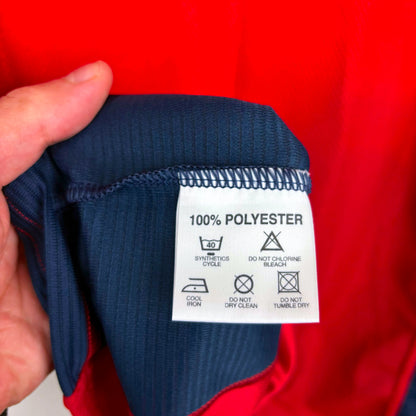 100% POLYESTER
40
SYNTHETICS
CYCLE
DO NOT CHLORINE
BLEACH
COOL
IRON
DO NOT
DRY CLEAN
DO NOT
TUMBLE DRY